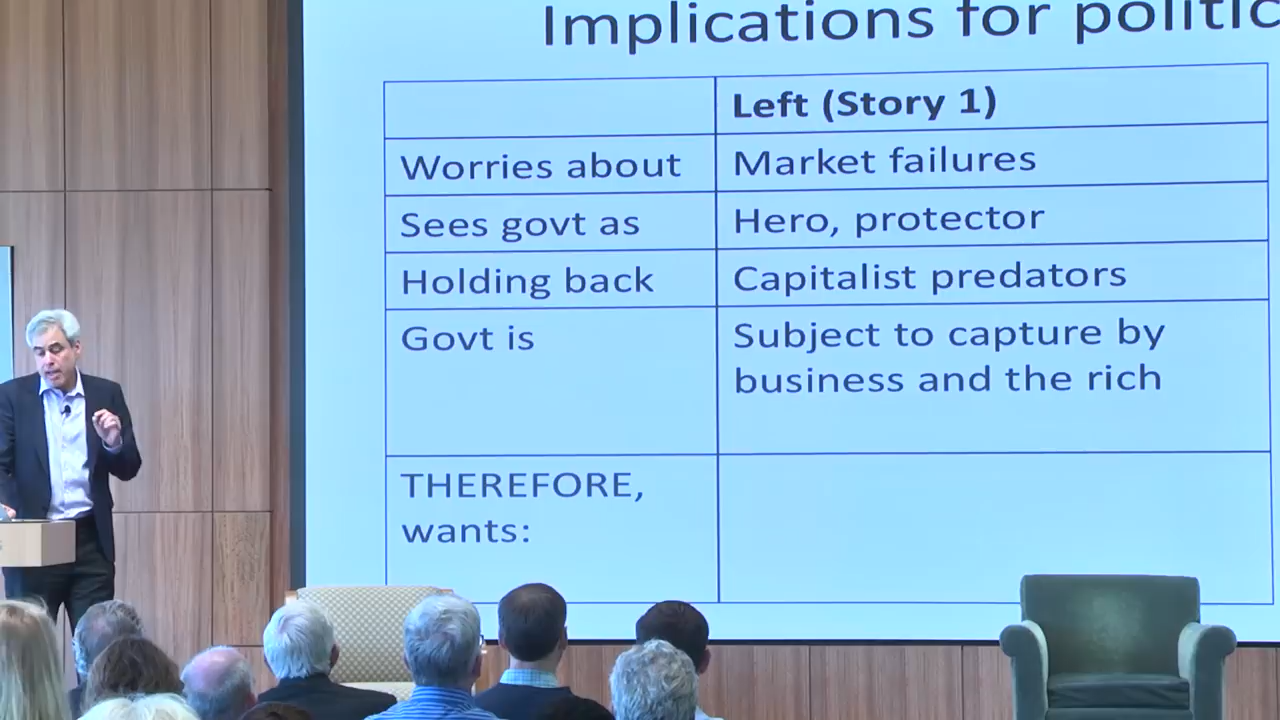 Implications for politic
Left (Story 1)
Worries about Market failures
Sees govt as Hero, protector
Holding back Capitalist predators
Govt is Subject to capture by
business and the rich
THEREFORE,
wants: